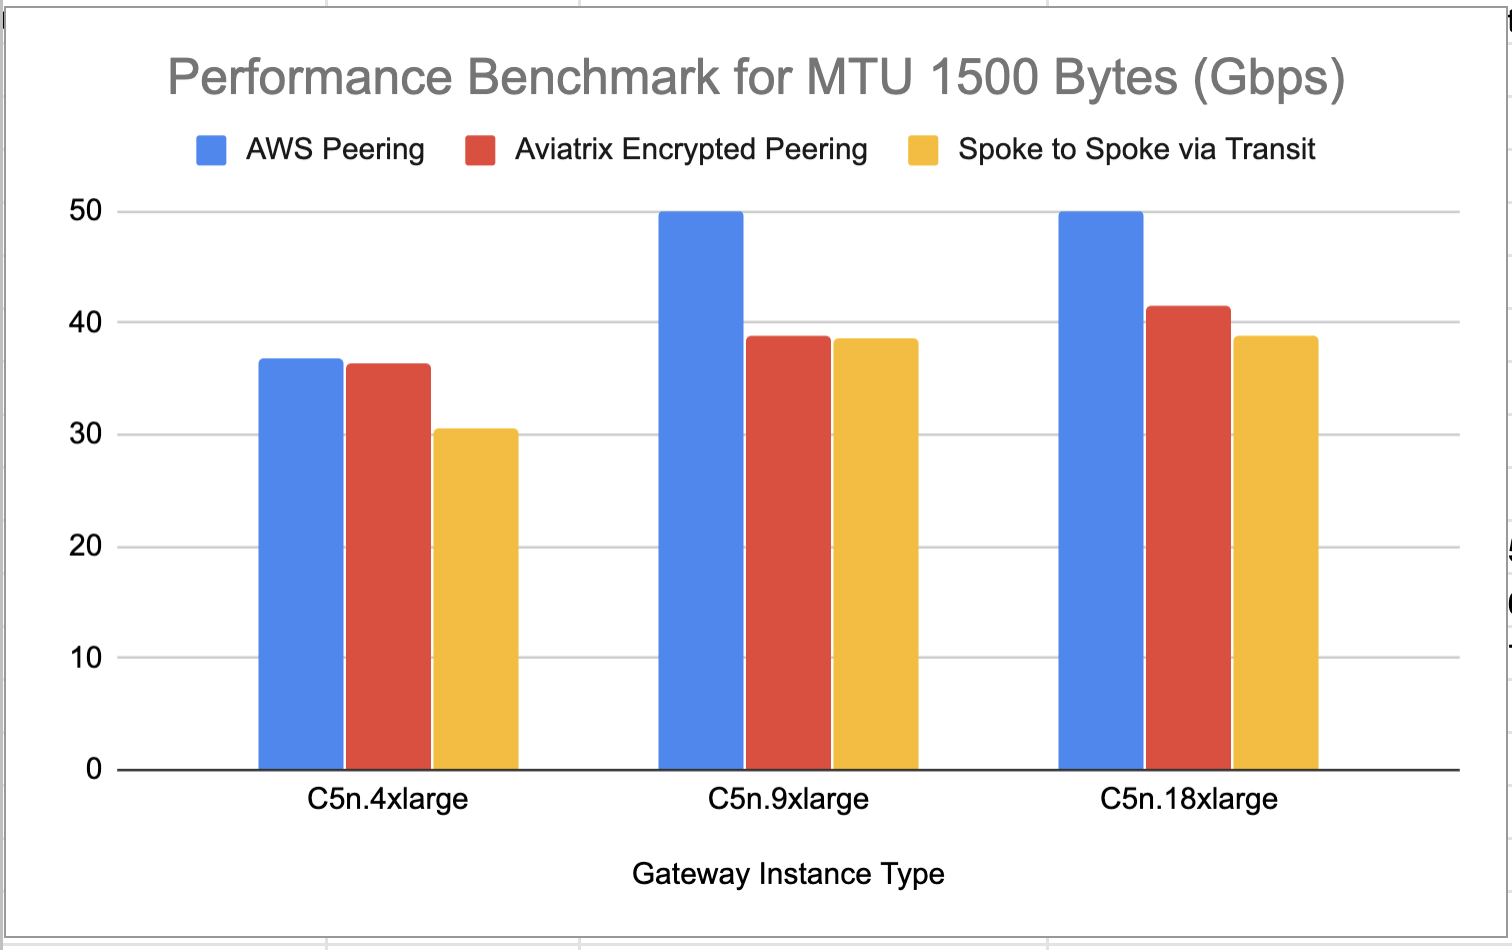 Performance Benchmark for MTU 1500 Bytes (Gbps)
AWS Peering Aviatrix Encrypted Peering Spoke to Spoke via Transit
50
40
30
20
10
0
C5n.4xlarge C5n.9xlarge C5n.18xlarge
Gateway Instance Type